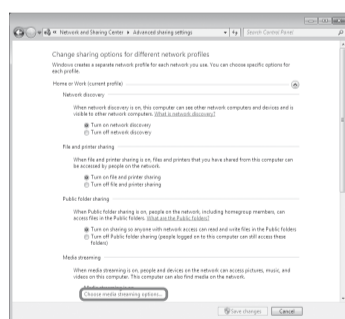 « Network and Sharing Center ▸ Advanced sharing settings
Search Control Panel
Change sharing options for different network profiles
Windows creates a separate network profile for each network you use. You can choose specific options for
each profile.
Home or Work (current profile)
Network discovery
When network discovery is on, this computer can see other network computers and devices and is
visible to other network computers. What is network discovery?
Turn on network discovery
Turn off network discovery
File and printer sharing
When file and printer sharing is on, files and printers that you have shared from this computer can
be accessed by people on the network.
Turn on file and printer sharing
Turn off file and printer sharing
Public folder sharing
When Public folder sharing is on, people on the network, including homegroup members, can
access files in the Public folders. What are the Public folders?
Turn on sharing so anyone with network access can read and write files in the Public folders
Turn off Public folder sharing (people logged on to this computer can still access these
folders)
Media streaming
When media streaming is on, people and devices on the network can access pictures, music, and
videos on this computer. This computer can also find media on the network.
Choose media streaming options...
Save changes
Cancel